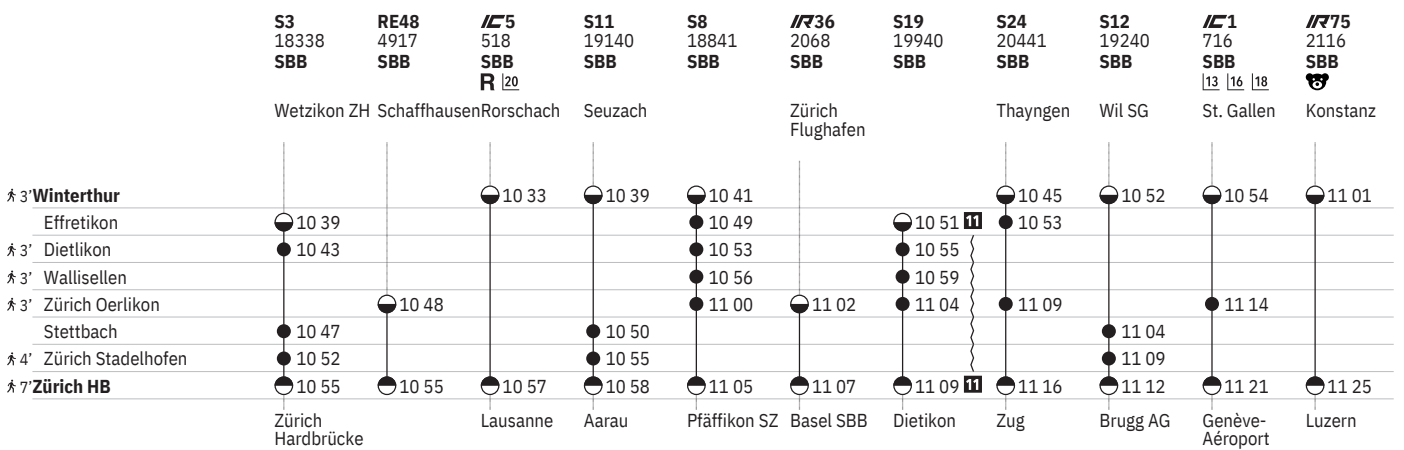 S3 RE48 IC5 S11 S8 IR36 S19 S24 S12 IC1 IR75
18338 4917 518 19140 18841 2068 19940 20441 19240 716 2116
SBB SBB SBB SBB SBB SBB SBB SBB SBB SBB SBB
R 20 13 16 18
Wetzikon ZH Schaffhausen Rorschach Seuzach Zürich Thayngen Wil SG St. Gallen Konstanz
Flughafen
3' Winterthur 10 33 10 39 10 41 10 45 10 52 10 54 11 01
Effretikon 10 39 10 49 10 51 11 10 53
3' Dietlikon 10 43 10 53 10 55
3' Wallisellen 10 56 10 59
3' Zürich Oerlikon 10 48 11 00 11 02 11 04 11 09 11 14
Stettbach 10 47 10 50 11 04
4' Zürich Stadelhofen 10 52 10 55 11 09
7' Zürich HB 10 55 10 55 10 57 10 58 11 05 11 07 11 09 11 11 16 11 12 11 21 11 25
Zürich Lausanne Aarau Pfäffikon SZ Basel SBB Dietikon Zug Brugg AG Genève- Luzern
Hardbrücke Aéroport